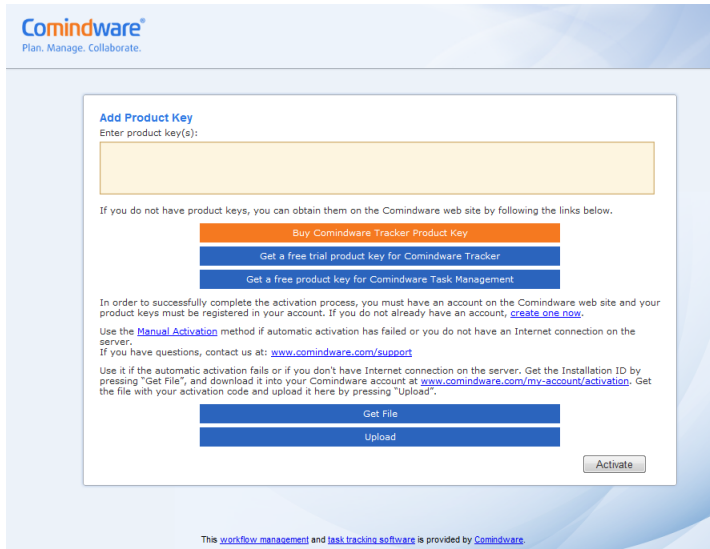 Comindware®
Plan. Manage. Collaborate.
Add Product Key
Enter product key(s):
If you do not have product keys, you can obtain them on the Comindware web site by following the links below.
Buy Comindware Tracker Product Key
Get a free trial product key for Comindware Tracker
Get a free product key for Comindware Task Management
In order to successfully complete the activation process, you must have an account on the Comindware web site and your
product keys must be registered in your account. If you do not already have an account, create one now.
Use the Manual Activation method if automatic activation has failed or you do not have an Internet connection on the
server.
If you have questions, contact us at: www.comindware.com/support
Use it if the automatic activation fails or if you don't have Internet connection on the server. Get the Installation ID by
pressing “Get File”, and download it into your Comindware account at www.comindware.com/my-account/activation. Get
the file with your activation code and upload it here by pressing “Upload”.
Get File
Upload
Activate
This workflow management and task tracking software is provided by Comindware.